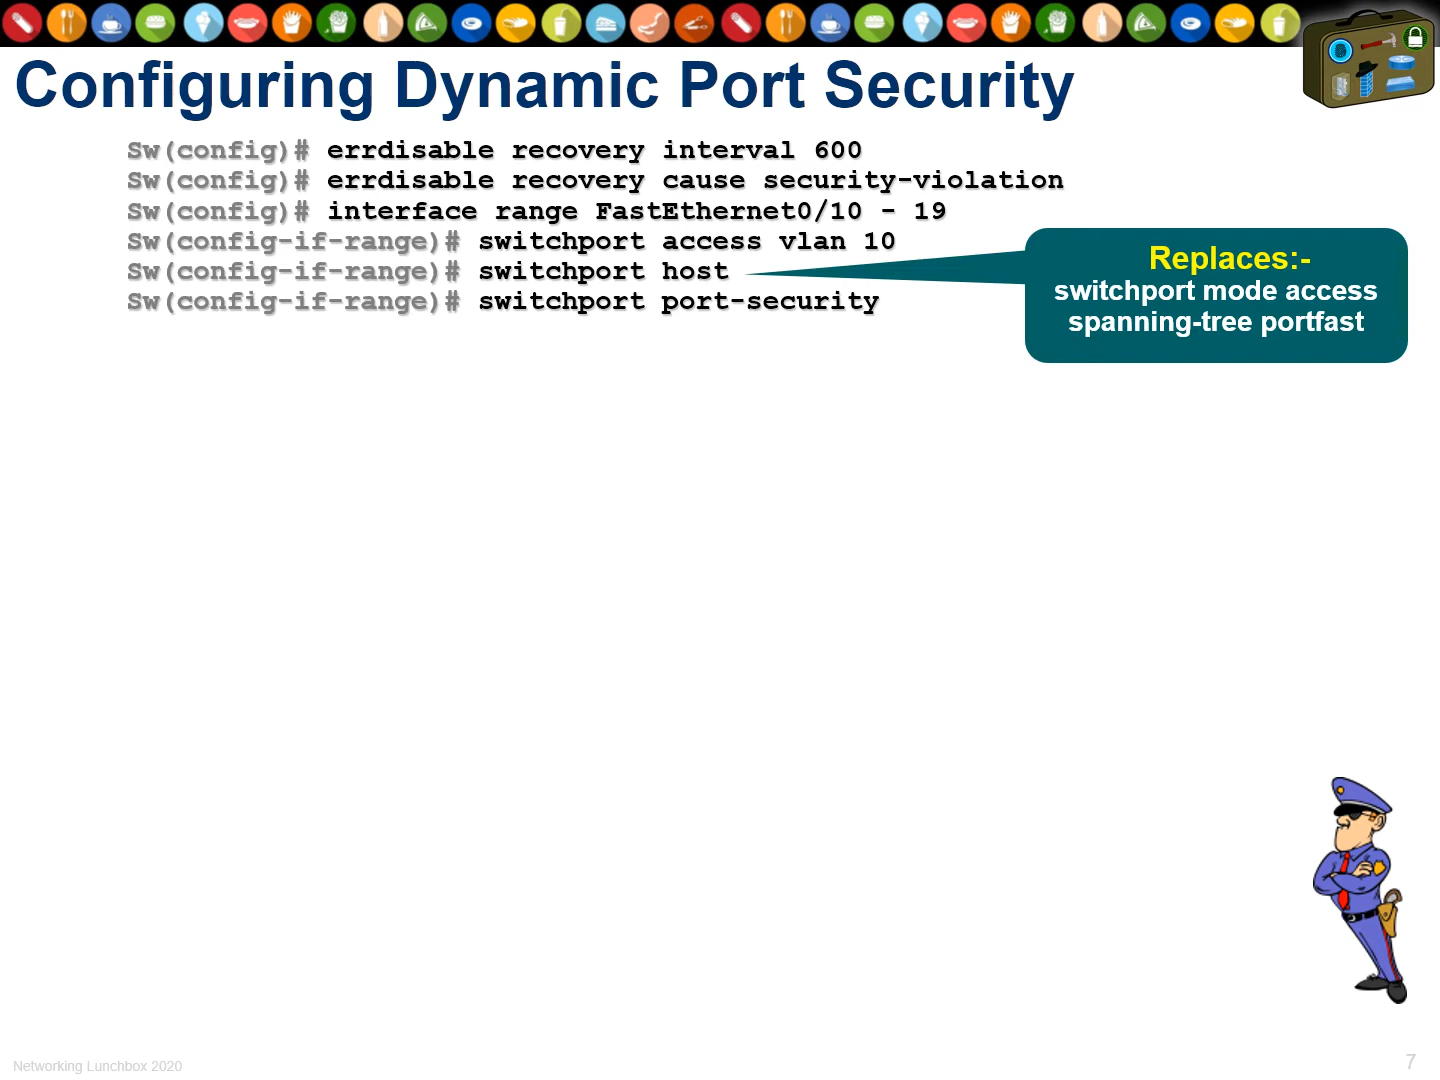 Configuring Dynamic Port Security
Sw(config)# errdisable recovery interval 600
Sw(config)# errdisable recovery cause security-violation
Sw(config)# interface range FastEthernet0/10 - 19
Sw(config-if-range)# switchport access vlan 10
Sw(config-if-range)# switchport host
Sw(config-if-range)# switchport port-security
Replaces:-
switchport mode access
spanning-tree portfast
Networking Lunchbox 2020
7